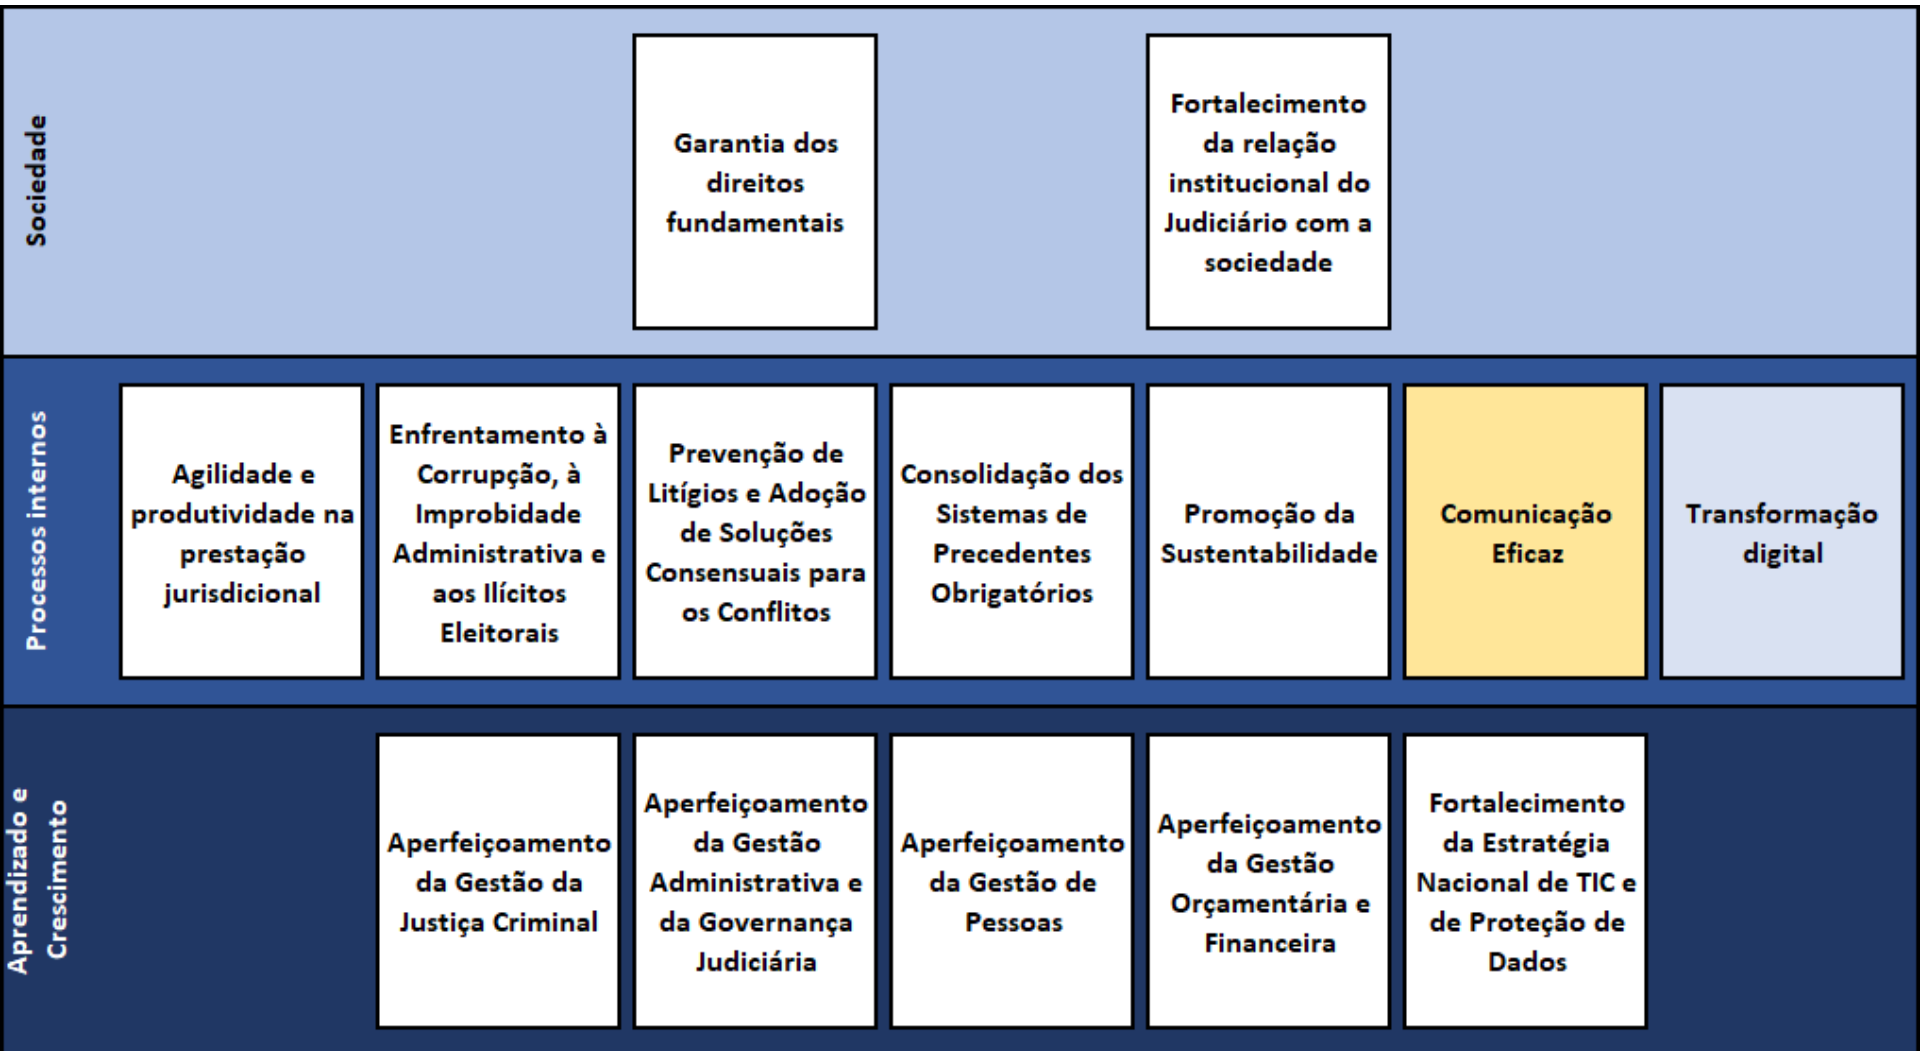 Sociedade
Garantia dos
direitos
fundamentais
Fortalecimento
da relação
institucional do
Judiciário com a
sociedade
Processos internos
Agilidade e
produtividade na
prestação
jurisdicional
Enfrentamento à
Corrupção, à
Improbidade
Administrativa e
aos Ilícitos
Eleitorais
Prevenção de
Litígios e Adoção
de Soluções
Consensuais para
os Conflitos
Consolidação dos
Sistemas de
Precedentes
Obrigatórios
Promoção da
Sustentabilidade
Comunicação
Eficaz
Transformação
digital
Aprendizado e
Crescimento
Aperfeiçoamento
da Gestão da
Justiça Criminal
Aperfeiçoamento
da Gestão
Administrativa e
da Governança
Judiciária
Aperfeiçoamento
da Gestão de
Pessoas
Aperfeiçoamento
da Gestão
Orçamentária e
Financeira
Fortalecimento
da Estratégia
Nacional de TIC e
de Proteção de
Dados